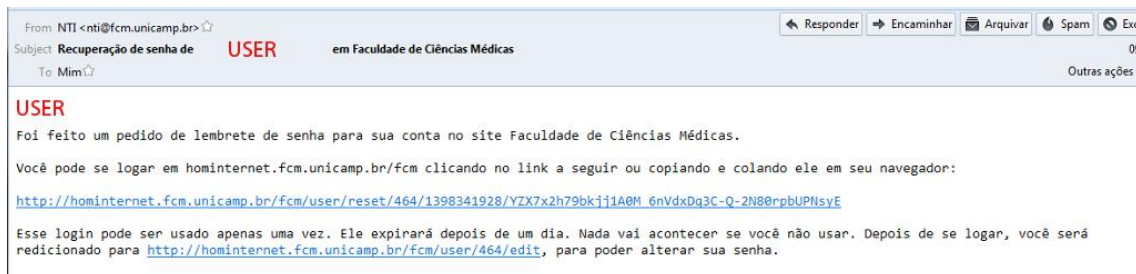 From NTI <nti@fcm.unicamp.br> Responder Encaminhar Arquivar Spam
Subject Recuperação de senha de USER em Faculdade de Ciências Médicas
To Mim Outras ações
USER
Foi feito um pedido de lembrete de senha para sua conta no site Faculdade de Ciências Médicas.
Você pode se logar em hominternet.fcm.unicamp.br/fcm clicando no link a seguir ou copiando e colando ele em seu navegador:
http://hominternet.fcm.unicamp.br/fcm/user/reset/464/1398341928/YZX7x2h79bkjj1A0M_6nVdxDq3C-Q-2N80rpbUPNsyE
Esse login pode ser usado apenas uma vez. Ele expirará depois de um dia. Nada vai acontecer se você não usar. Depois de se logar, você será
redicionado para http://hominternet.fcm.unicamp.br/fcm/user/464/edit, para poder alterar sua senha.